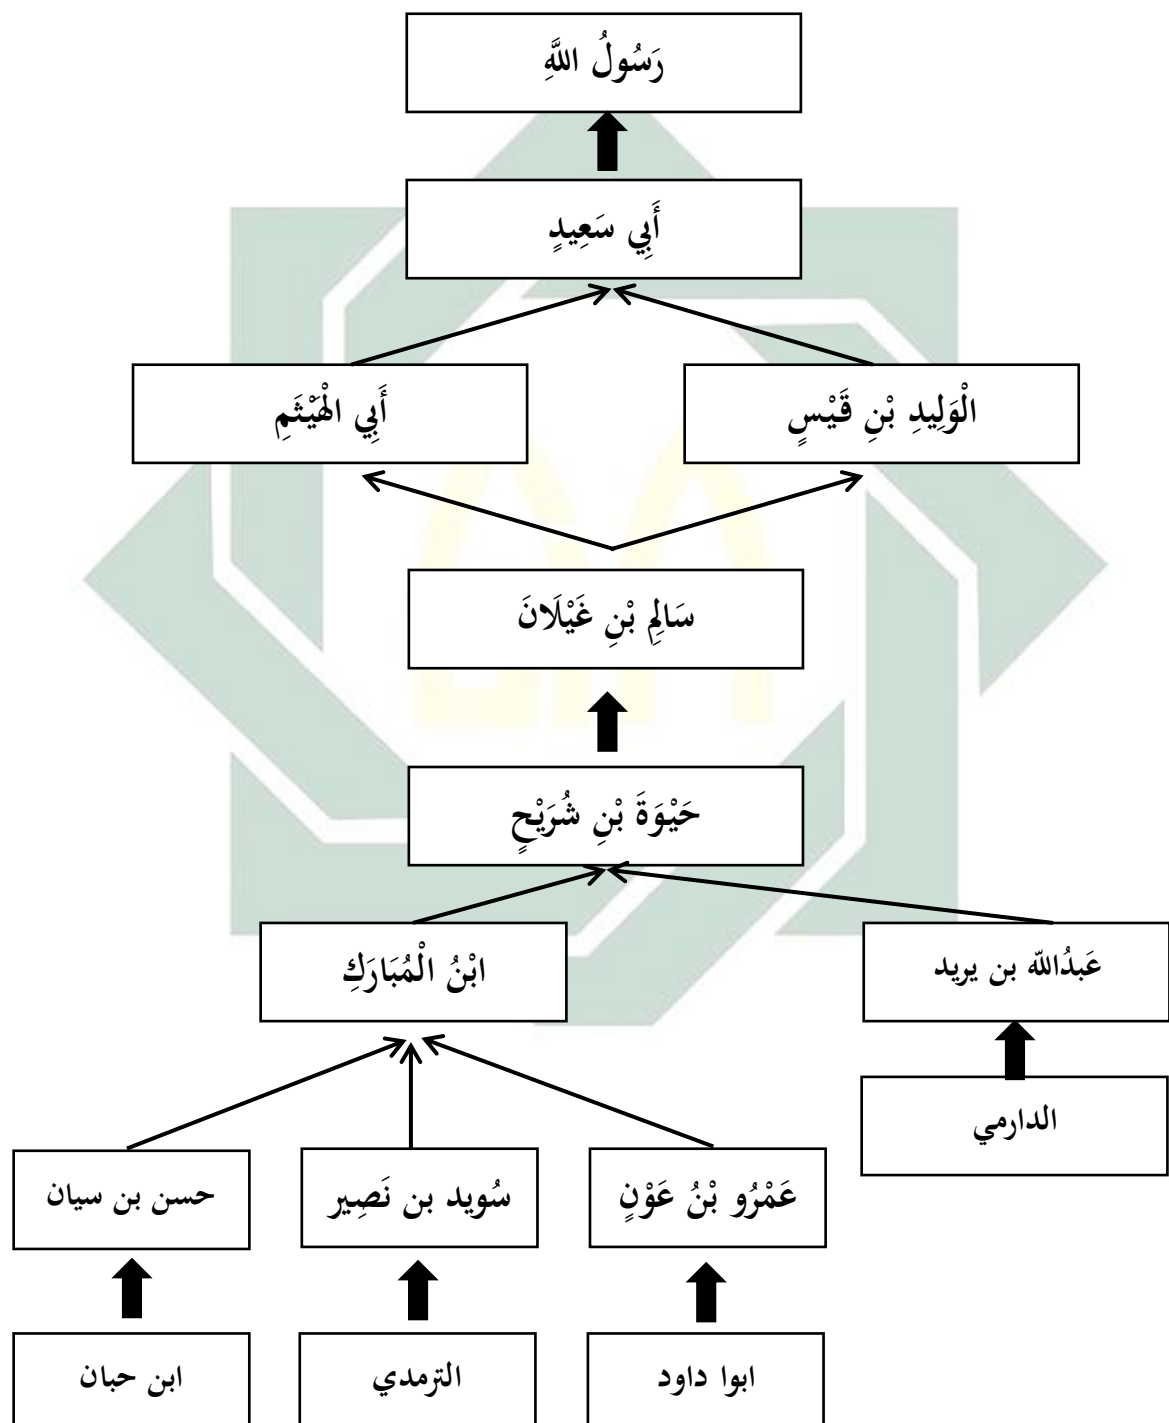 رَسُولُ اللَّهِ
أَبِي سَعِيدٍ
الْوَلِيدِ بْنِ قَيْسٍ
أَبِي الْهَيْثَمِ
سَالِمِ بْنِ غَيْلَانَ
حَيْوَةَ بْنِ شُرَيْحٍ
عَبدُالله بن يريد
ابْنُ الْمُبَارَكِ
الدارمي
عَمْرُو بْنُ عَوْنٍ
سُويد بن نَصِير
حسن بن سيان
ابوا داود
الترمدي
ابن حبان